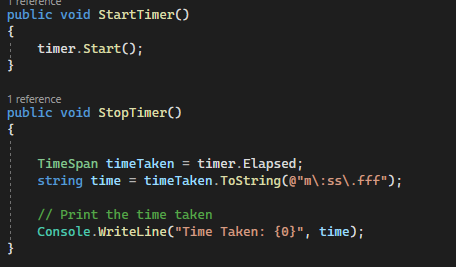 1 reference
public void StartTimer()
{
    timer.Start();
}
1 reference
public void StopTimer()
{
    TimeSpan timeTaken = timer.Elapsed;
    string time = timeTaken.ToString(@"m\:ss\.fff");
    // Print the time taken
    Console.WriteLine("Time Taken: {0}", time);
}